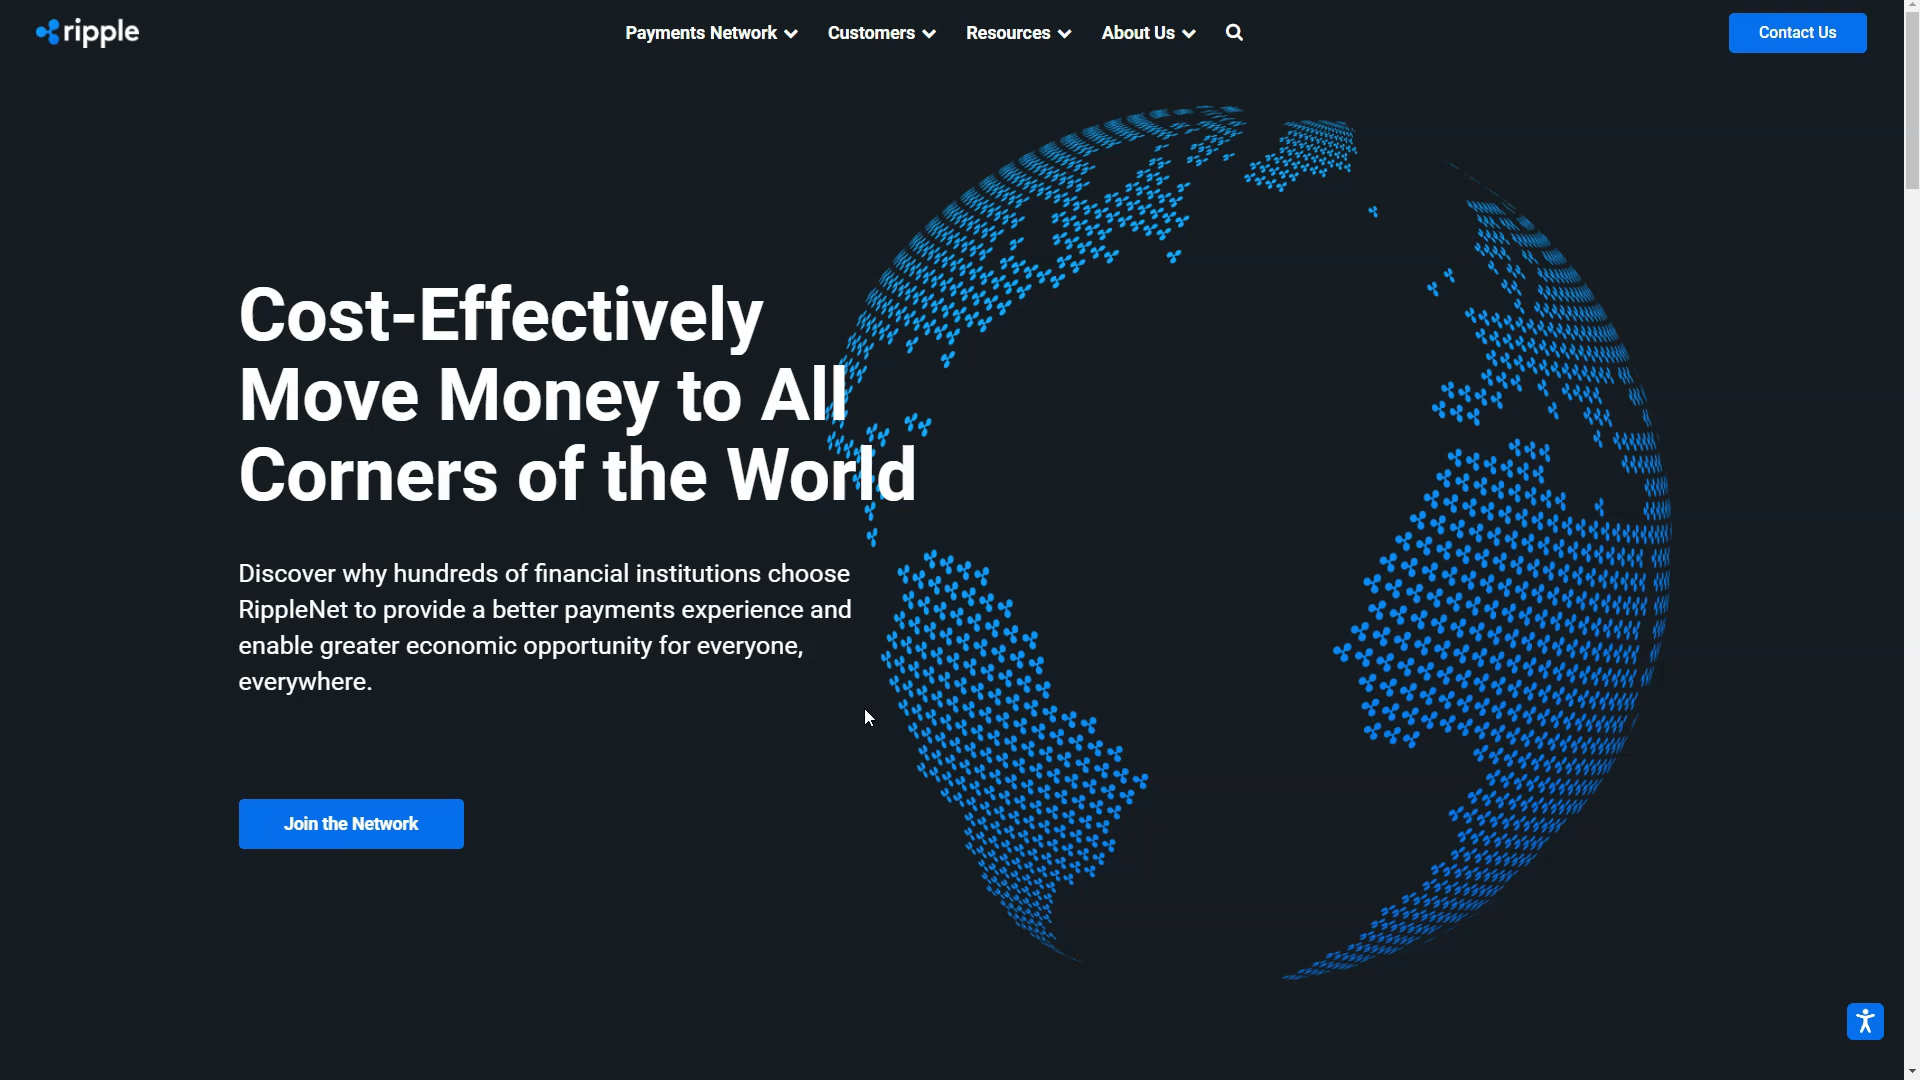 ripple
Payments Network
Customers
Resources
About Us
Contact Us
Cost-Effectively
Move Money to All
Corners of the World
Discover why hundreds of financial institutions choose
RippleNet to provide a better payments experience and
enable greater economic opportunity for everyone,
everywhere.
Join the Network